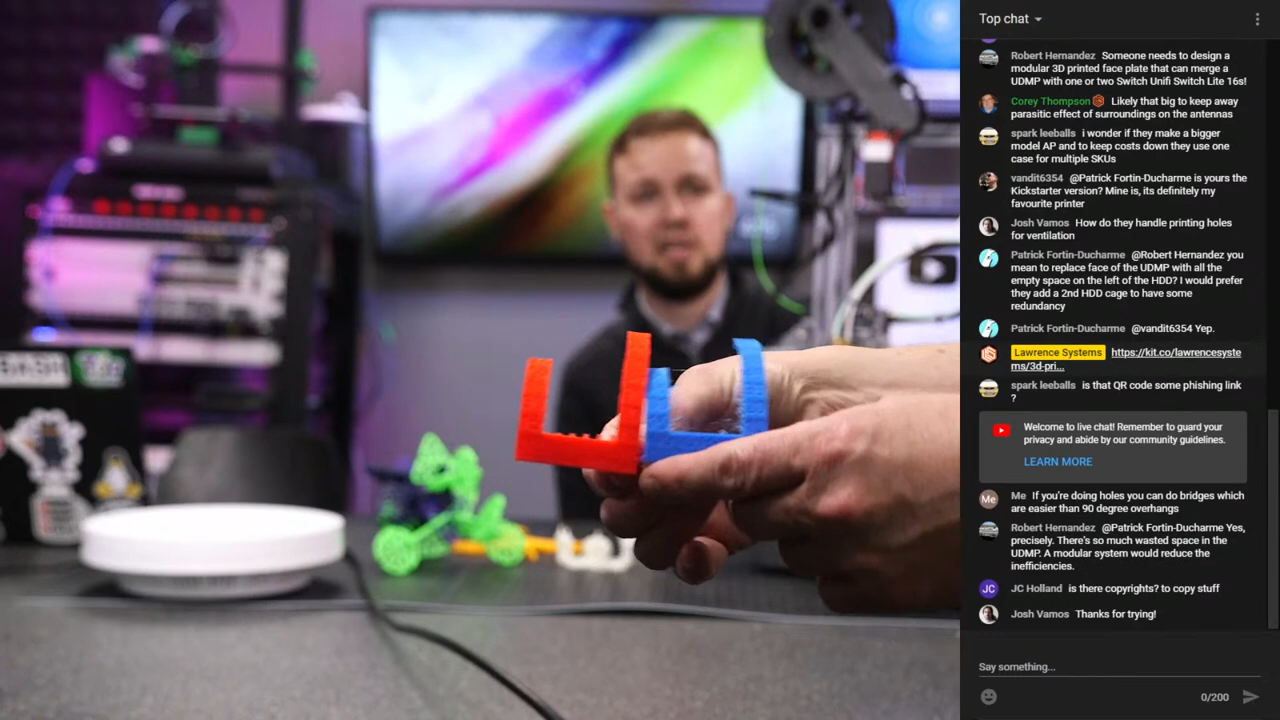 Top chat
Robert Hernandez Someone needs to design a
modular 3D printed face plate that can merge a
UDMP with one or two Switch Unifi Switch Lite 16s!
Corey Thompson Likely that big to keep away
parasitic effect of surroundings on the antennas
spark leeballs i wonder if they make a bigger
model AP and to keep costs down they use one
case for multiple SKUs
vandit6354 @Patrick Fortin-Ducharme is yours the
Kickstarter version? Mine is, its definitely my
favourite printer
Josh Vamos How do they handle printing holes
for ventilation
Patrick Fortin-Ducharme @Robert Hernandez you
mean to replace face of the UDMP with all the
empty space on the left of the HDD? I would prefer
they add a 2nd HDD cage to have some
redundancy
Patrick Fortin-Ducharme @vandit6354 Yep.
Lawrence Systems https://kit.co/lawrencesyste
ms/3d-pri...
spark leeballs is that QR code some phishing link
?
Welcome to live chat! Remember to guard your
privacy and abide by our community guidelines.
LEARN MORE
Me Me If you're doing holes you can do bridges which
are easier than 90 degree overhangs
Robert Hernandez @Patrick Fortin-Ducharme Yes,
precisely. There's so much wasted space in the
UDMP. A modular system would reduce the
inefficiencies.
JC JC Holland is there copyrights? to copy stuff
Josh Vamos Thanks for trying!
Say something...
0/200
BASH